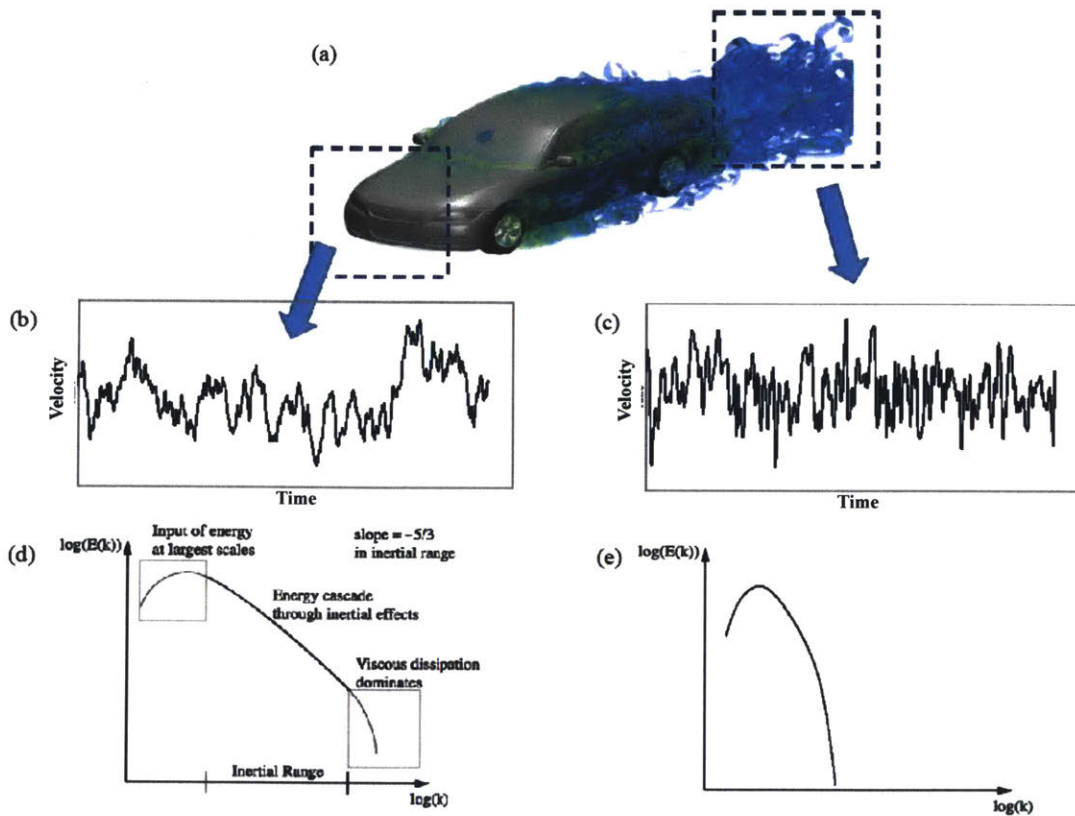 (a)
(b)
Velocity
Time
(c)
Velocity
Time
(d)
log(E(k))
Input of energy
at largest scales
slope = −5/3
in inertial range
Energy cascade
through inertial effects
Viscous dissipation
dominates
Inertial Range
log(k)
(e)
log(E(k))
log(k)